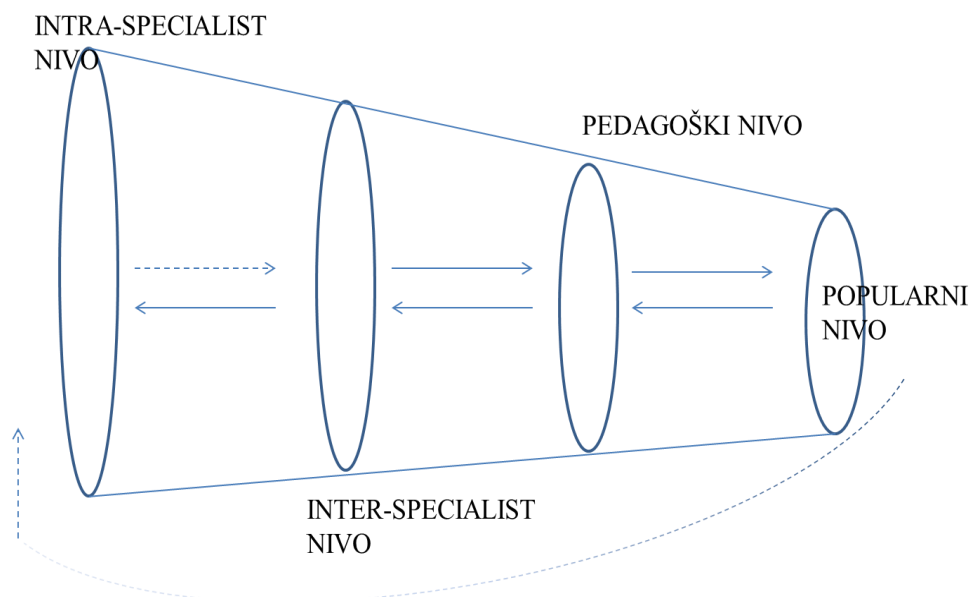 INTRA-SPECIALIST
NIVO
PEDAGOŠKI NIVO
POPULARNI
NIVO
INTER-SPECIALIST
NIVO